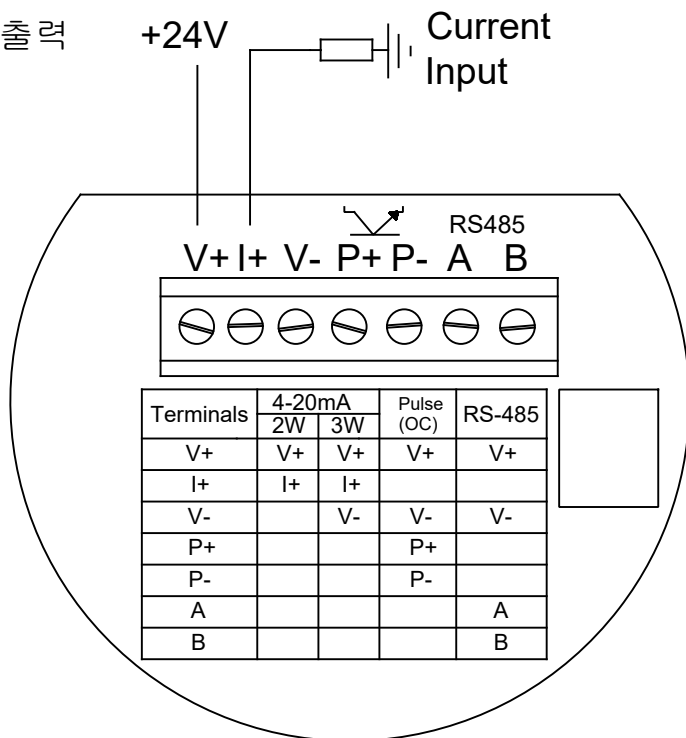 출력 +24V Current
Input
RS485
V+ I+ V- P+ P- A B
Terminals 4-20mA Pulse (OC) RS-485
2W 3W
V+ V+ V+ V+ V+
I+ I+ I+
V- V- V- V-
P+ P+
P- P-
A A
B B